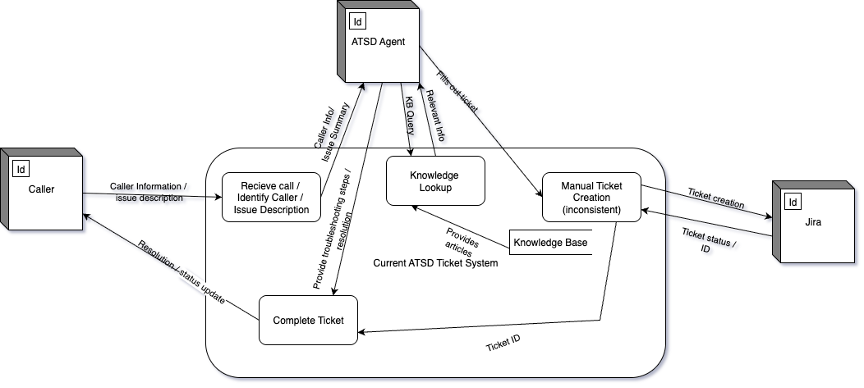 Id
ATSD Agent
Fills out ticket
Caller Info/
Issue Summary
KB Query
Relevant Info
Id
Caller
Caller Information /
issue description
Recieve call /
Identify Caller /
Issue Description
Knowledge
Lookup
Manual Ticket
Creation
(inconsistent)
Ticket creation
Id
Jira
Ticket status /
ID
Provide troubleshooting steps /
resolution
Provides
articles
Knowledge Base
Current ATSD Ticket System
Resolution / status update
Complete Ticket
Ticket ID